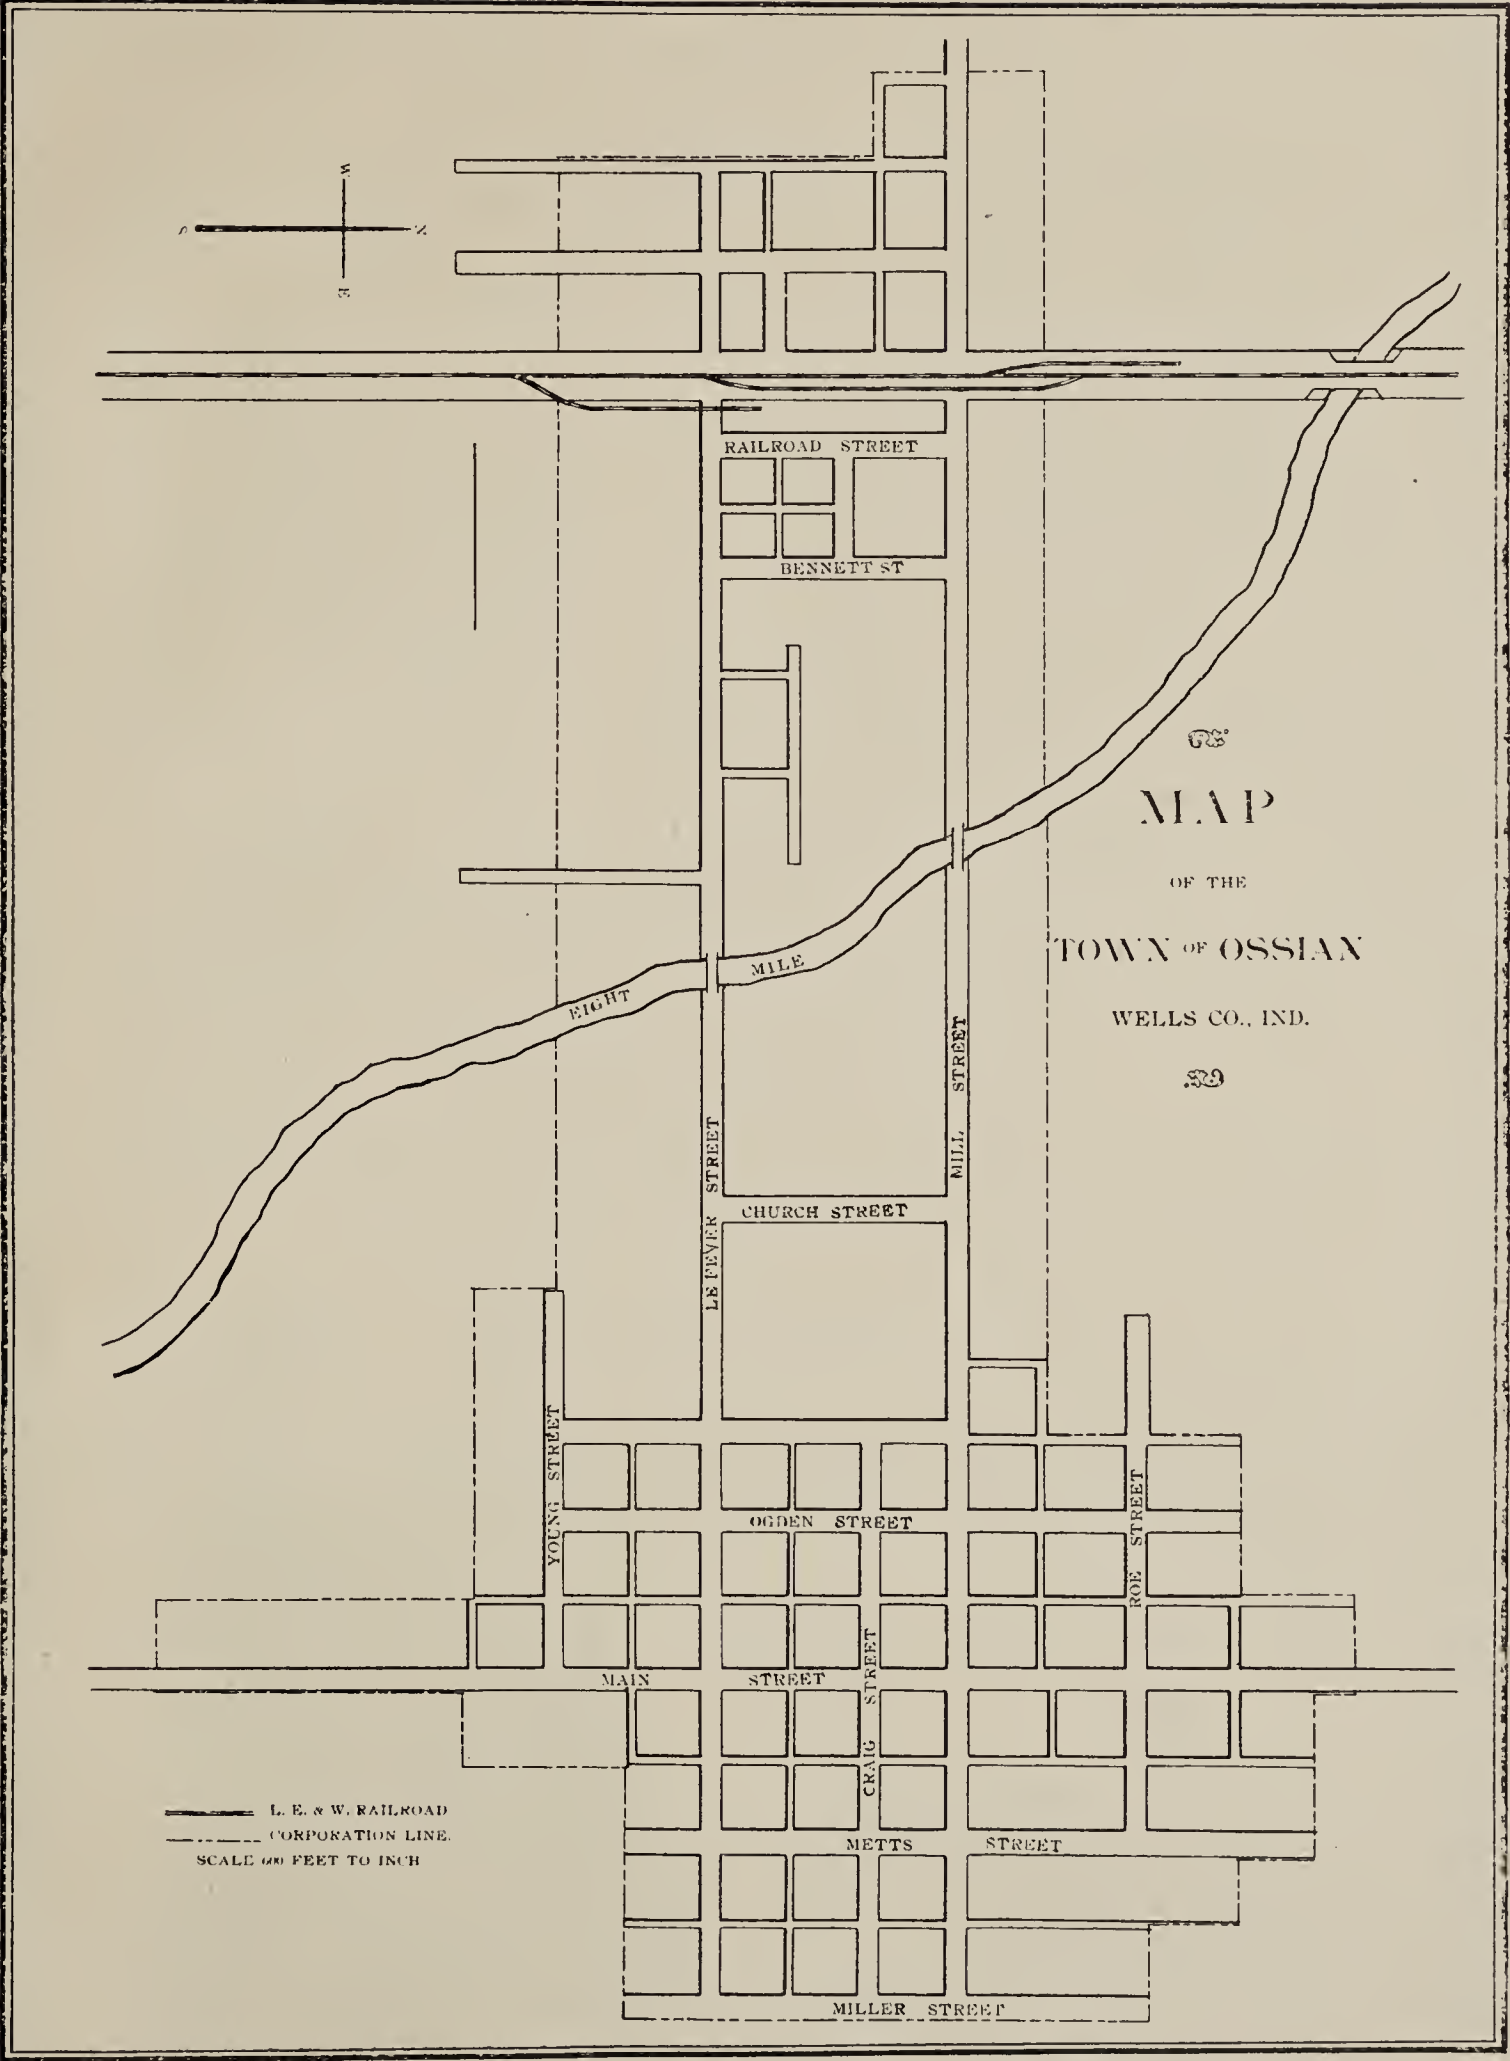 W
S N
E
RAILROAD STREET
BENNETT ST
MAP
OF THE
TOWN OF OSSIAN
WELLS CO., IND.
EIGHT MILE
MILL STREET
LE FEVER STREET
CHURCH STREET
YOUNG STREET
OGDEN STREET
ROE STREET
MAIN STREET
CRAIG STREET
L. E. & W. RAILROAD
CORPORATION LINE.
SCALE 600 FEET TO INCH
METTS STREET
MILLER STREET